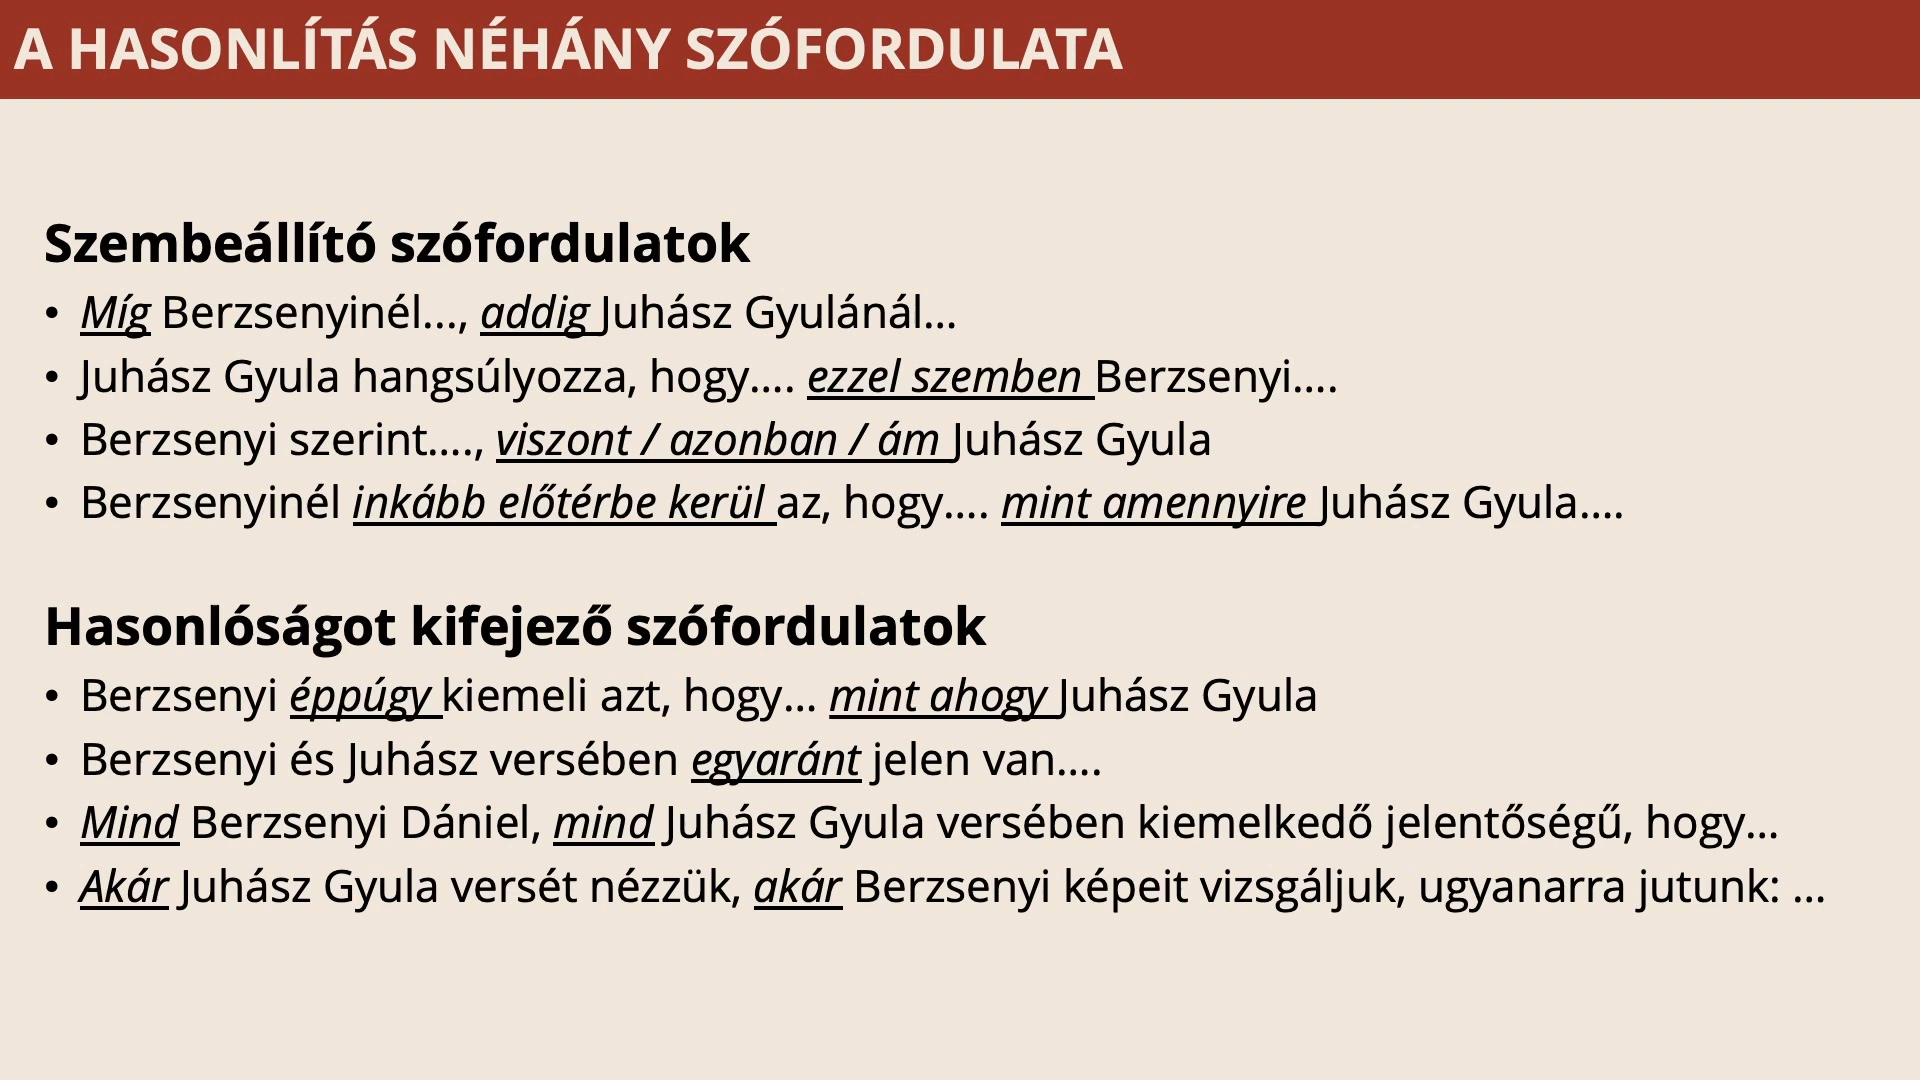 A HASONLÍTÁS NÉHÁNY SZÓFORDULATA
Szembeállító szófordulatok
• Míg Berzsenyinél…, addig Juhász Gyulánál…
• Juhász Gyula hangsúlyozza, hogy…. ezzel szemben Berzsenyi….
• Berzsenyi szerint…., viszont / azonban / ám Juhász Gyula
• Berzsenyinél inkább előtérbe kerül az, hogy…. mint amennyire Juhász Gyula….
Hasonlóságot kifejező szófordulatok
• Berzsenyi éppúgy kiemeli azt, hogy… mint ahogy Juhász Gyula
• Berzsenyi és Juhász versében egyaránt jelen van….
• Mind Berzsenyi Dániel, mind Juhász Gyula versében kiemelkedő jelentőségű, hogy…
• Akár Juhász Gyula versét nézzük, akár Berzsenyi képeit vizsgáljuk, ugyanarra jutunk: …